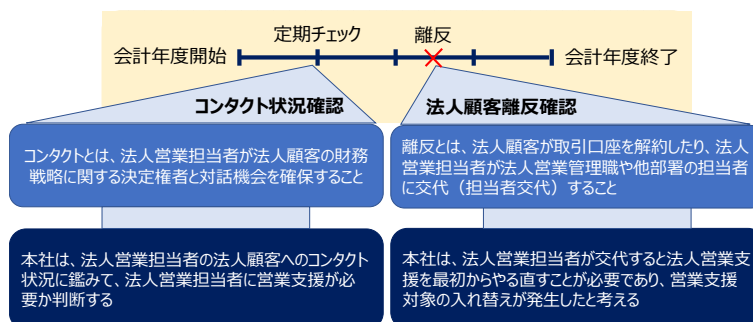 定期チェック 離反
会計年度開始 会計年度終了
コンタクト状況確認 法人顧客離反確認
コンタクトとは、法人営業担当者が法人顧客の財務
戦略に関する決定権者と対話機会を確保すること
離反とは、法人顧客が取引口座を解約したり、法人
営業担当者が法人営業管理職や他部署の担当者
に交代（担当者交代）すること
本社は、法人営業担当者の法人顧客へのコンタクト
状況に鑑みて、法人営業担当者に営業支援が必
要か判断する
本社は、法人営業担当者が交代すると法人営業支
援を最初からやる直すことが必要であり、営業支援
対象の入れ替えが発生したと考える